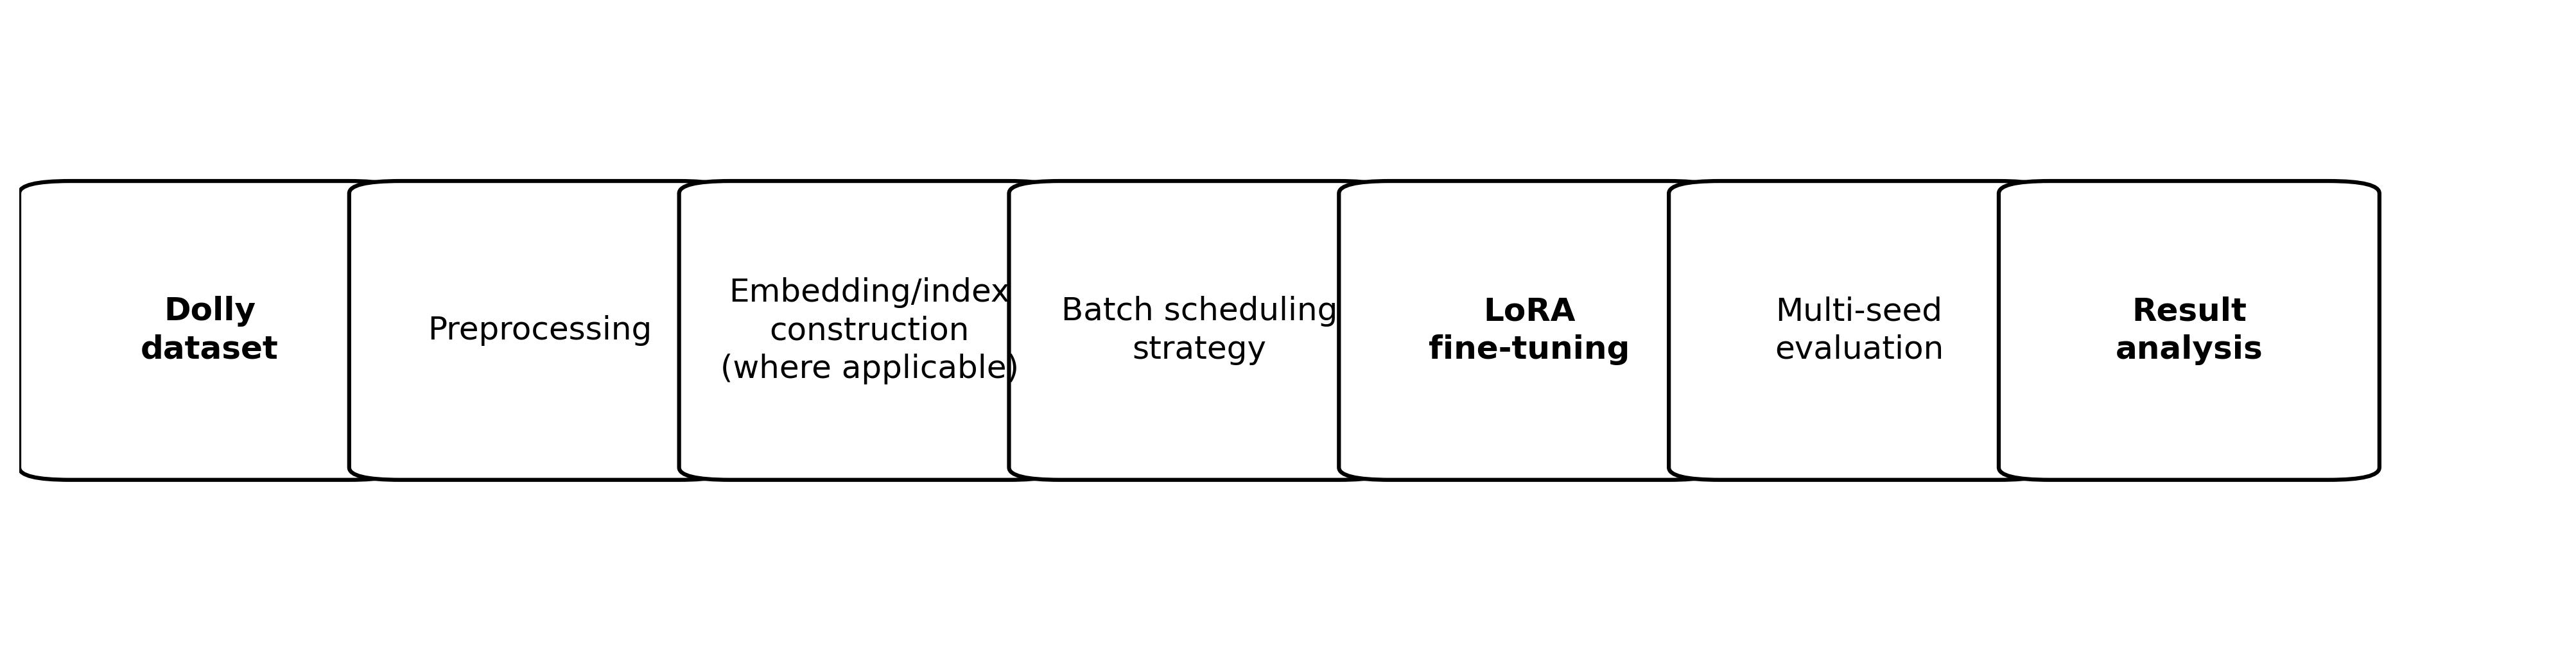 Dolly
dataset
Preprocessing
Embedding/index
construction
(where applicable)
Batch scheduling
strategy
LoRA
fine-tuning
Multi-seed
evaluation
Result
analysis